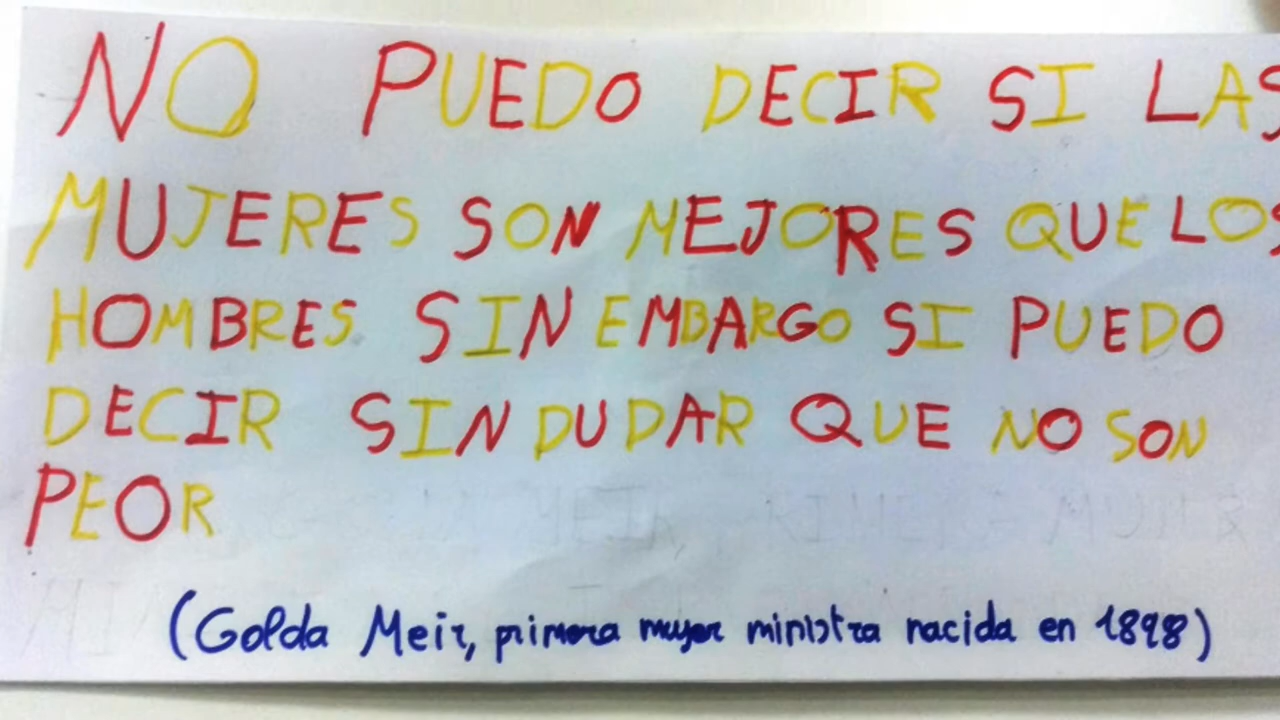 NO PUEDO DECIR SI LAS
MUJERES SON MEJORES QUE LOS
HOMBRES SIN EMBARGO SI PUEDO
DECIR SIN DUDAR QUE NO SON
PEOR
(Golda Meir, primera mujer ministra nacida en 1898)